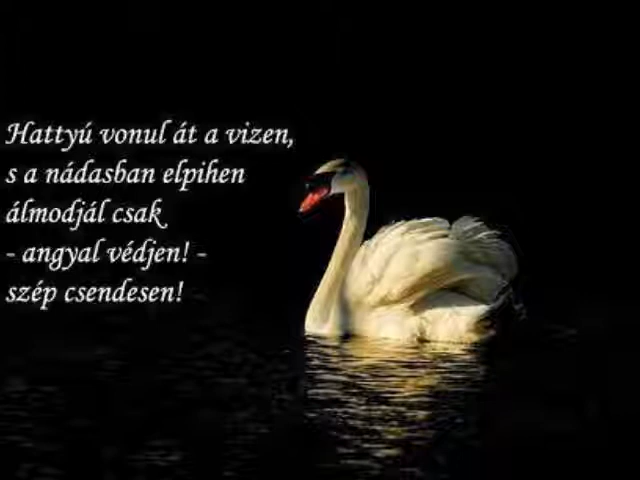 Hattyú vonul át a vizen,
s a nádasban elpihen
álmodjál csak
- angyal védjen! -
szép csendesen!